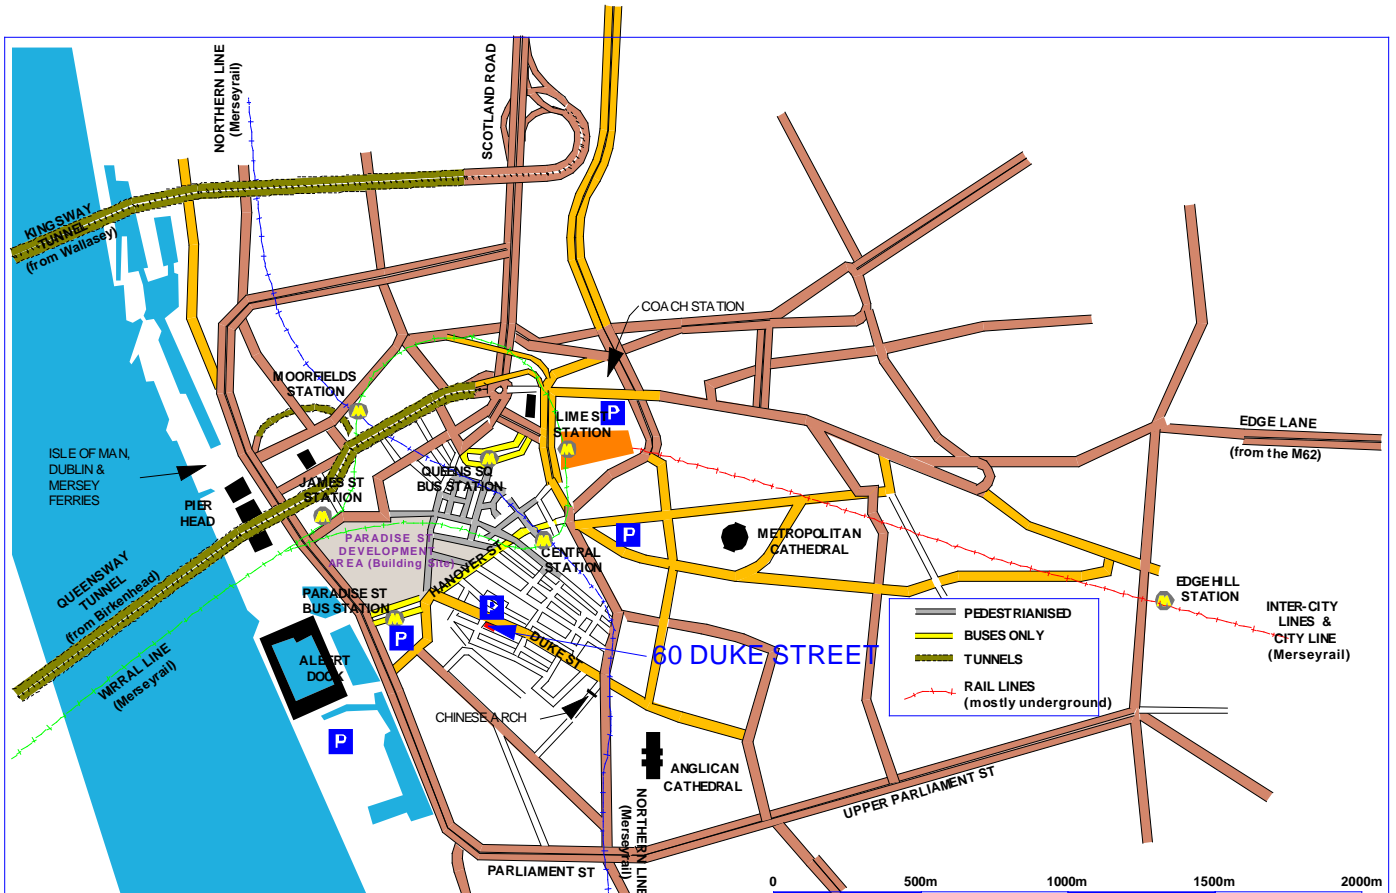 NORTHERN LINE
(Merseyrail)
SCOTLAND ROAD
KINGSWAY
TUNNEL
(from Wallasey)
COACH STATION
MOORFIELDS
STATION
P
LIME ST
STATION
EDGE LANE
(from the M62)
ISLE OF MAN,
DUBLIN &
MERSEY
FERRIES
QUEENS SQ
BUS STATION
JAMES ST
STATION
PIER
HEAD
PARADISE ST
DEVELOPMENT
AREA (Building Site)
P
METROPOLITAN
CATHEDRAL
CENTRAL
STATION
HANOVER ST
QUEENSWAY
TUNNEL
(from Birkenhead)
PARADISE ST
BUS STATION
P
P
EDGE HILL
STATION
INTER-CITY
LINES &
CITY LINE
(Merseyrail)
PEDESTRIANISED
BUSES ONLY
TUNNELS
RAIL LINES
(mostly underground)
DUKE ST
60 DUKE STREET
WIRRAL LINE
(Merseyrail)
ALBERT
DOCK
CHINESE ARCH
P
ANGLICAN
CATHEDRAL
UPPER PARLIAMENT ST
NORTHERN LINE
(Merseyrail)
PARLIAMENT ST
0
500m
1000m
1500m
2000m